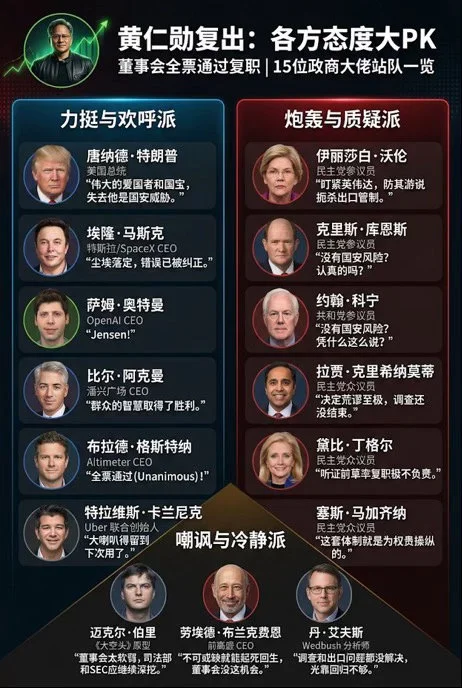 黄仁勋复出：各方态度大PK
董事会全票通过复职 | 15位政商大佬站队一览
力挺与欢呼派
唐纳德·特朗普
美国总统
“伟大的爱国者和国宝，
失去他是国安威胁。”
埃隆·马斯克
特斯拉/SpaceX CEO
“尘埃落定，错误已被纠正。”
萨姆·奥特曼
OpenAI CEO
“Jensen!”
比尔·阿克曼
潘兴广场 CEO
“群众的智慧取得了胜利。”
布拉德·格斯特纳
Altimeter CEO
“全票通过(Unanimous)！”
特拉维斯·卡兰尼克
Uber 联合创始人
“大喇叭得留到
下次用了。”
炮轰与质疑派
伊丽莎白·沃伦
民主党参议员
“盯紧英伟达，防其游说
扼杀出口管制。”
克里斯·库恩斯
民主党参议员
“没有国安风险？
认真的吗？”
约翰·科宁
共和党参议员
“没有国安风险？
凭什么这么说？”
拉贾·克里希纳莫蒂
民主党众议员
“决定荒谬至极，调查还
没结束。”
黛比·丁格尔
民主党众议员
“听证前草率复职极不负责。”
塞斯·马加齐纳
民主党众议员
“这套体制就是为权贵操纵
的。”
嘲讽与冷静派
迈克尔·伯里
《大空头》原型
“董事会太软弱，司法部
和SEC应继续深挖。”
劳埃德·布兰克费恩
前高盛 CEO
“不可或缺就能起死回生，
董事会没这机会。”
丹·艾夫斯
Wedbush 分析师
“调查和出口问题都没解决，
光靠回归不够。”